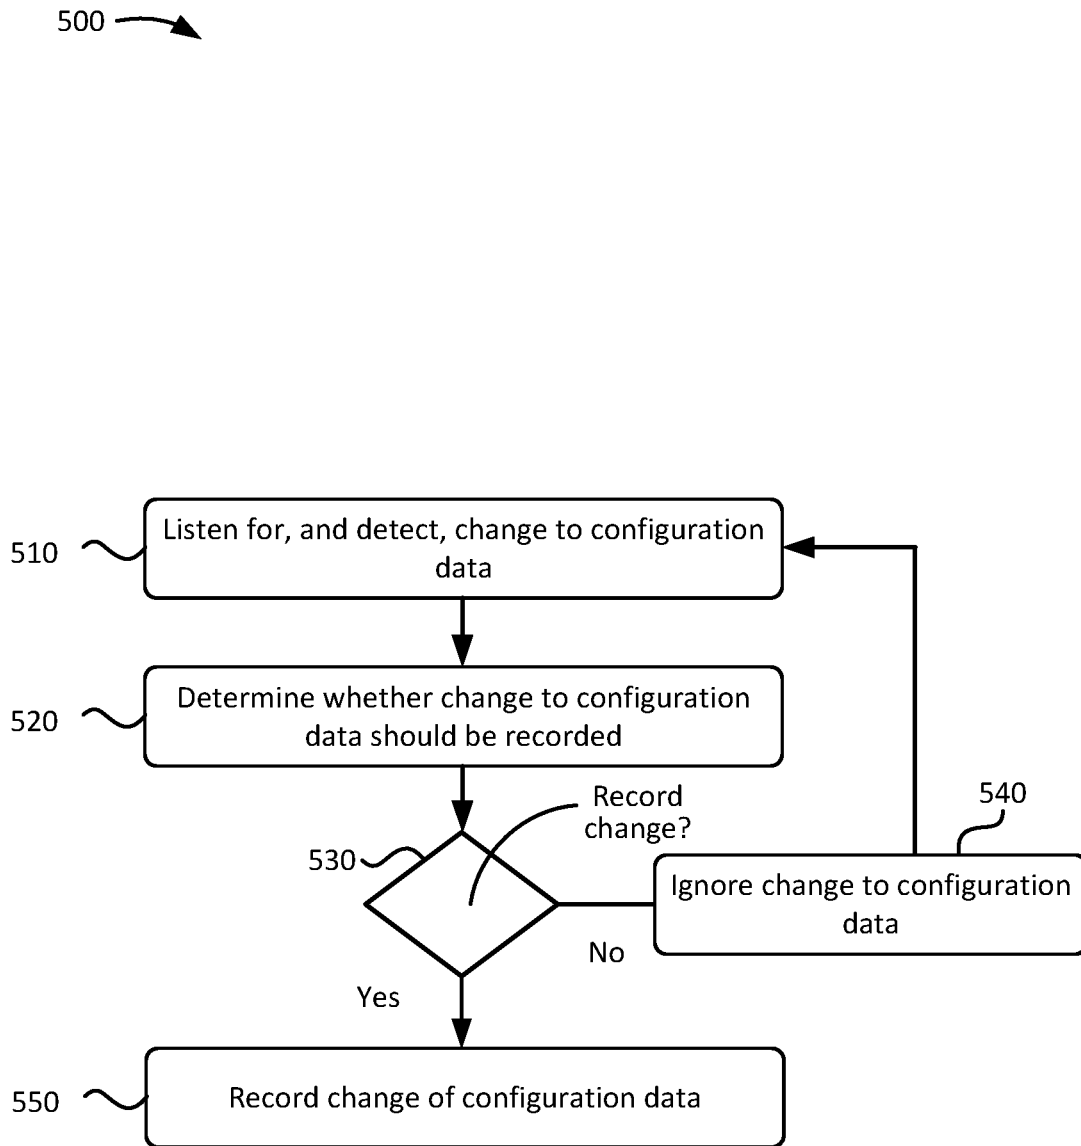 500
510
Listen for, and detect, change to configuration
data
520
Determine whether change to configuration
data should be recorded
Record
change?
530
540
Ignore change to configuration
data
No
Yes
550
Record change of configuration data